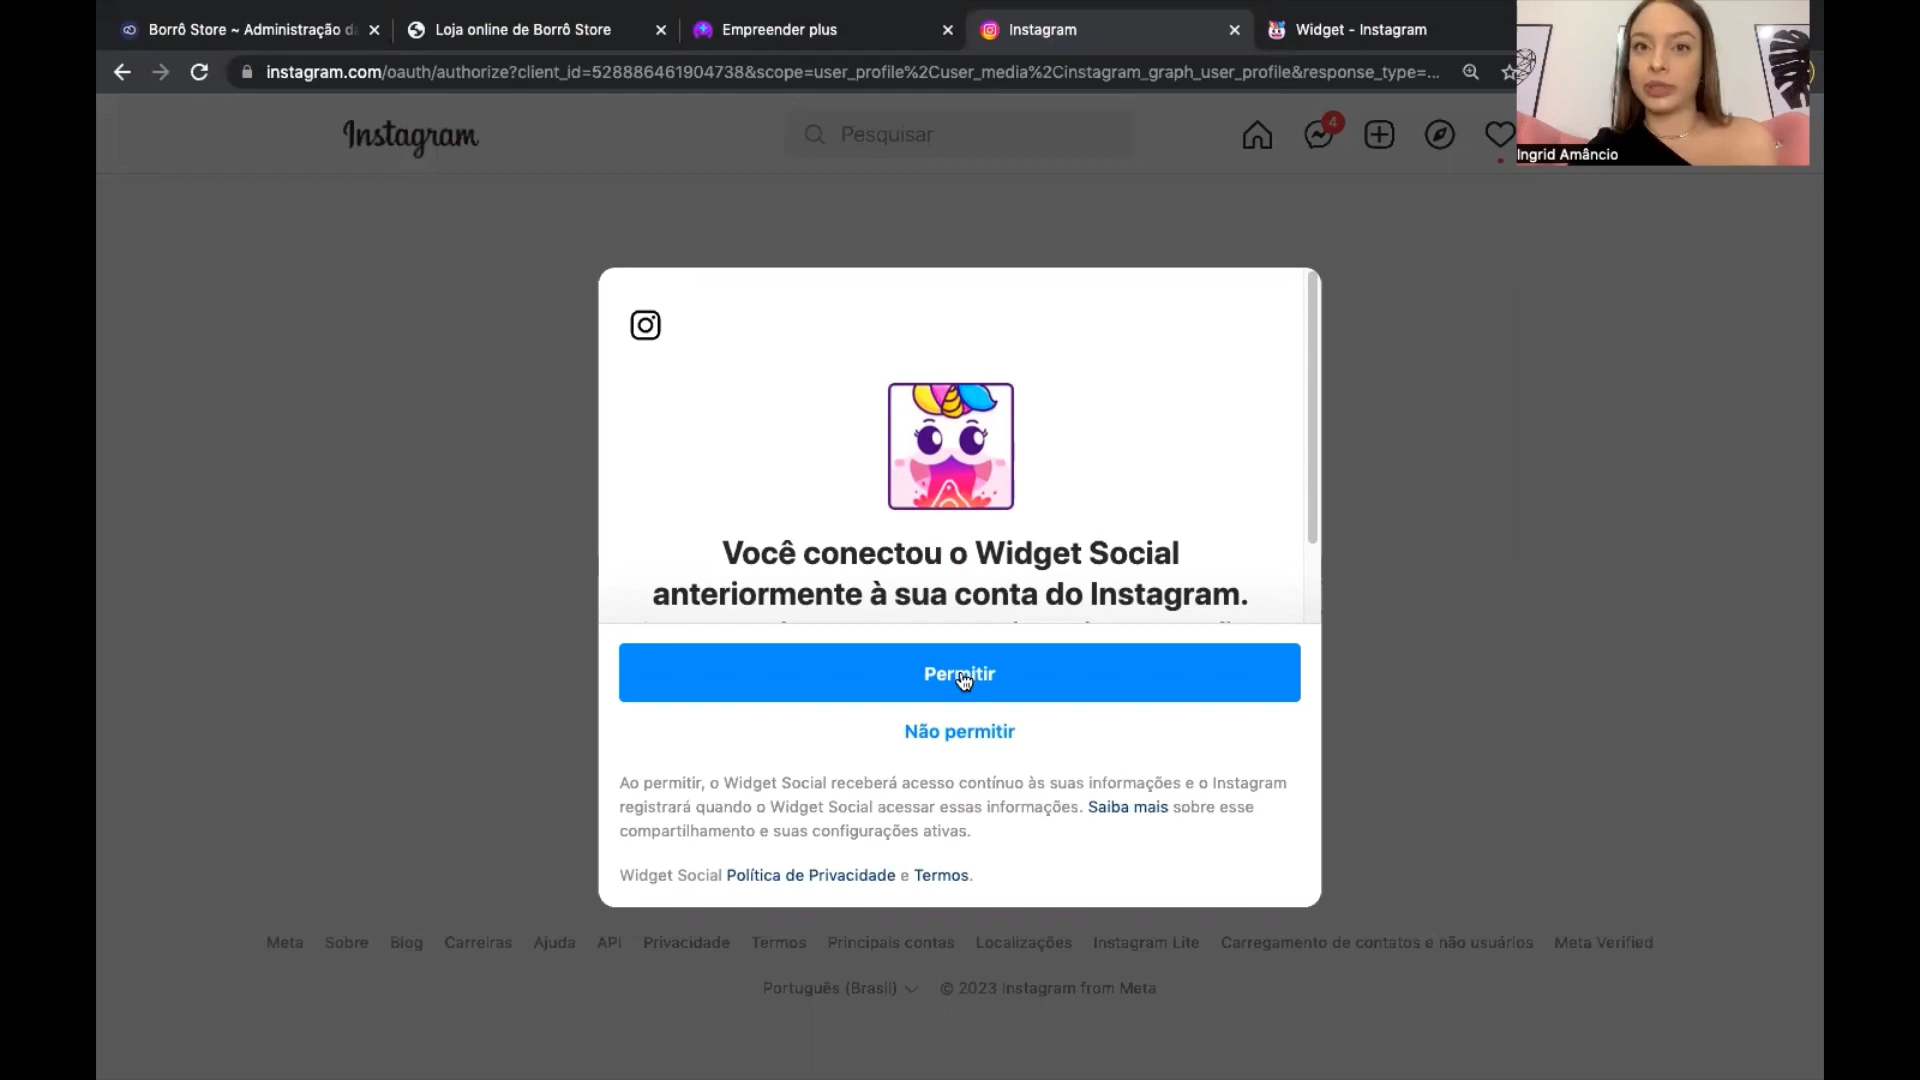 Borrô Store ~ Administração da
Loja online de Borrô Store
Empreender plus
Instagram
Widget - Instagram
instagram.com/oauth/authorize?client_id=528886461904738&scope=user_profile%2Cuser_media%2Cinstagram_graph_user_profile&response_type=...
Instagram
Pesquisar
4
Ingrid Amâncio
Você conectou o Widget Social
anteriormente à sua conta do Instagram.
Permitir
Não permitir
Ao permitir, o Widget Social receberá acesso contínuo às suas informações e o Instagram
registrará quando o Widget Social acessar essas informações. Saiba mais sobre esse
compartilhamento e suas configurações ativas.
Widget Social Política de Privacidade e Termos.
Meta Sobre Blog Carreiras Ajuda API Privacidade Termos Principais contas Localizações Instagram Lite Carregamento de contatos e não usuários Meta Verified
Português (Brasil) © 2023 Instagram from Meta